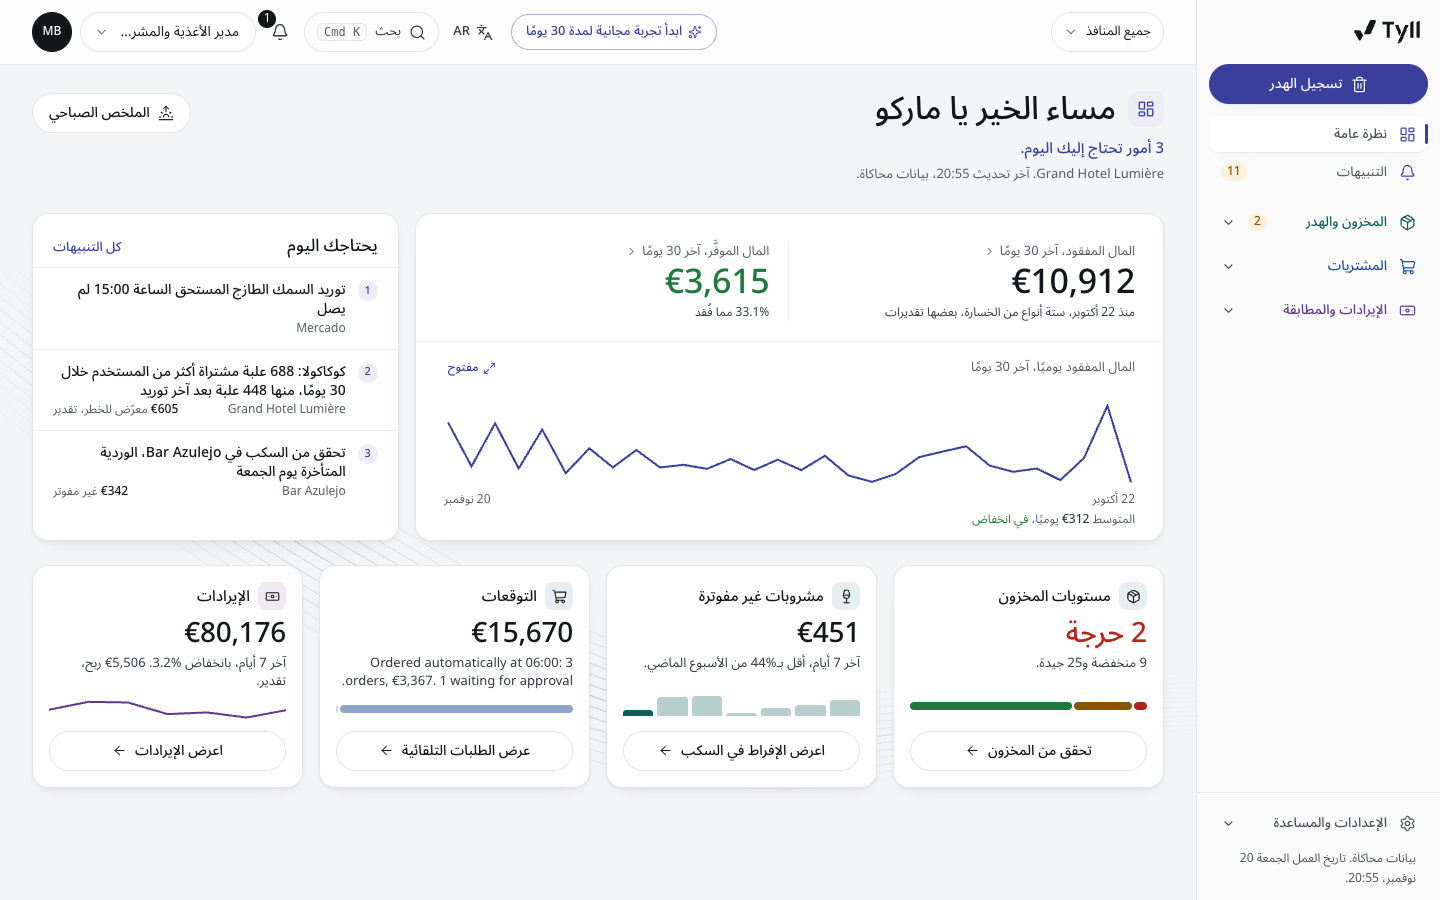 Tyll
تسجيل الهدر
نظرة عامة
التنبيهات
11
المخزون والهدر
2
المشتريات
الإيرادات والمطابقة
الإعدادات والمساعدة
بيانات محاكاة. تاريخ العمل الجمعة 20
نوفمبر، 20:55.
جميع المنافذ
ابدأ تجربة مجانية لمدة 30 يومًا
AR
بحث
Cmd K
1
مدير الأغذية والمشر...
MB
مساء الخير يا ماركو
3 أمور تحتاج إليك اليوم.
Grand Hotel Lumière. آخر تحديث 20:55، بيانات محاكاة.
الملخص الصباحي
المال المفقود، آخر 30 يومًا
€10,912
منذ 22 أكتوبر، ستة أنواع من الخسارة، بعضها تقديرات
المال الموفَّر، آخر 30 يومًا
€3,615
33.1% مما فُقد
المال المفقود يوميًا، آخر 30 يومًا
مفتوح
22 أكتوبر
20 نوفمبر
المتوسط €312 يوميًا، في انخفاض
يحتاجك اليوم
كل التنبيهات
1
توريد السمك الطازج المستحق الساعة 15:00 لم
يصل
Mercado
2
كوكاكولا: 688 علبة مشتراة أكثر من المستخدم خلال
30 يومًا، منها 448 علبة بعد آخر توريد
Grand Hotel Lumière
€605 معرّض للخطر، تقدير
3
تحقق من السكب في Bar Azulejo، الوردية
المتأخرة يوم الجمعة
Bar Azulejo
€342 غير مفوتر
مستويات المخزون
2 حرجة
9 منخفضة و25 جيدة.
تحقق من المخزون
مشروبات غير مفوترة
€451
آخر 7 أيام، أقل بـ44% من الأسبوع الماضي.
اعرض الإفراط في السكب
التوقعات
€15,670
Ordered automatically at 06:00: 3
orders, €3,367. 1 waiting for approval.
عرض الطلبات التلقائية
الإيرادات
€80,176
آخر 7 أيام، بانخفاض 3.2%. €5,506 ربح،
تقدير.
اعرض الإيرادات